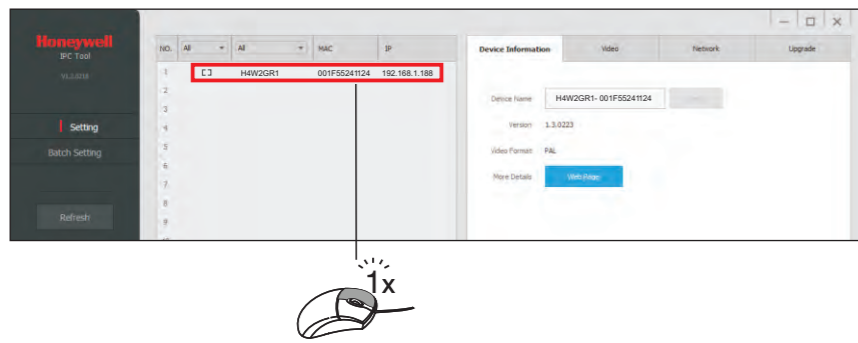 Honeywell
IPC Tool
Setting
Batch Setting
Refresh
NO. All All MAC IP
1 H4W2GR1 001F55241124 192.168.1.188
2
3
4
5
6
7
8
9
Device Information Video Network Upgrade
Device Name H4W2GR1- 001F55241124
Version 1.3.0223
Video Format PAL
More Details Web Page
1x